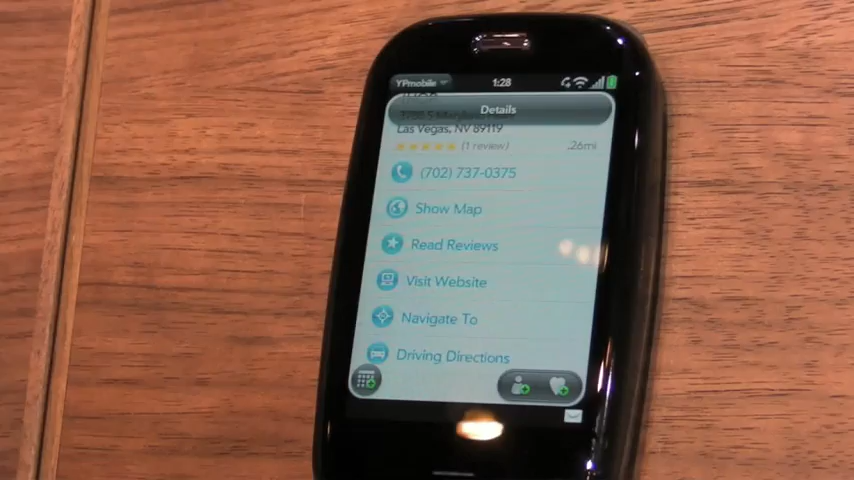 YPmobile
1:28
Details
Las Vegas, NV 89119
(1 review)
.26mi
(702) 737-0375
Show Map
Read Reviews
Visit Website
Navigate To
Driving Directions